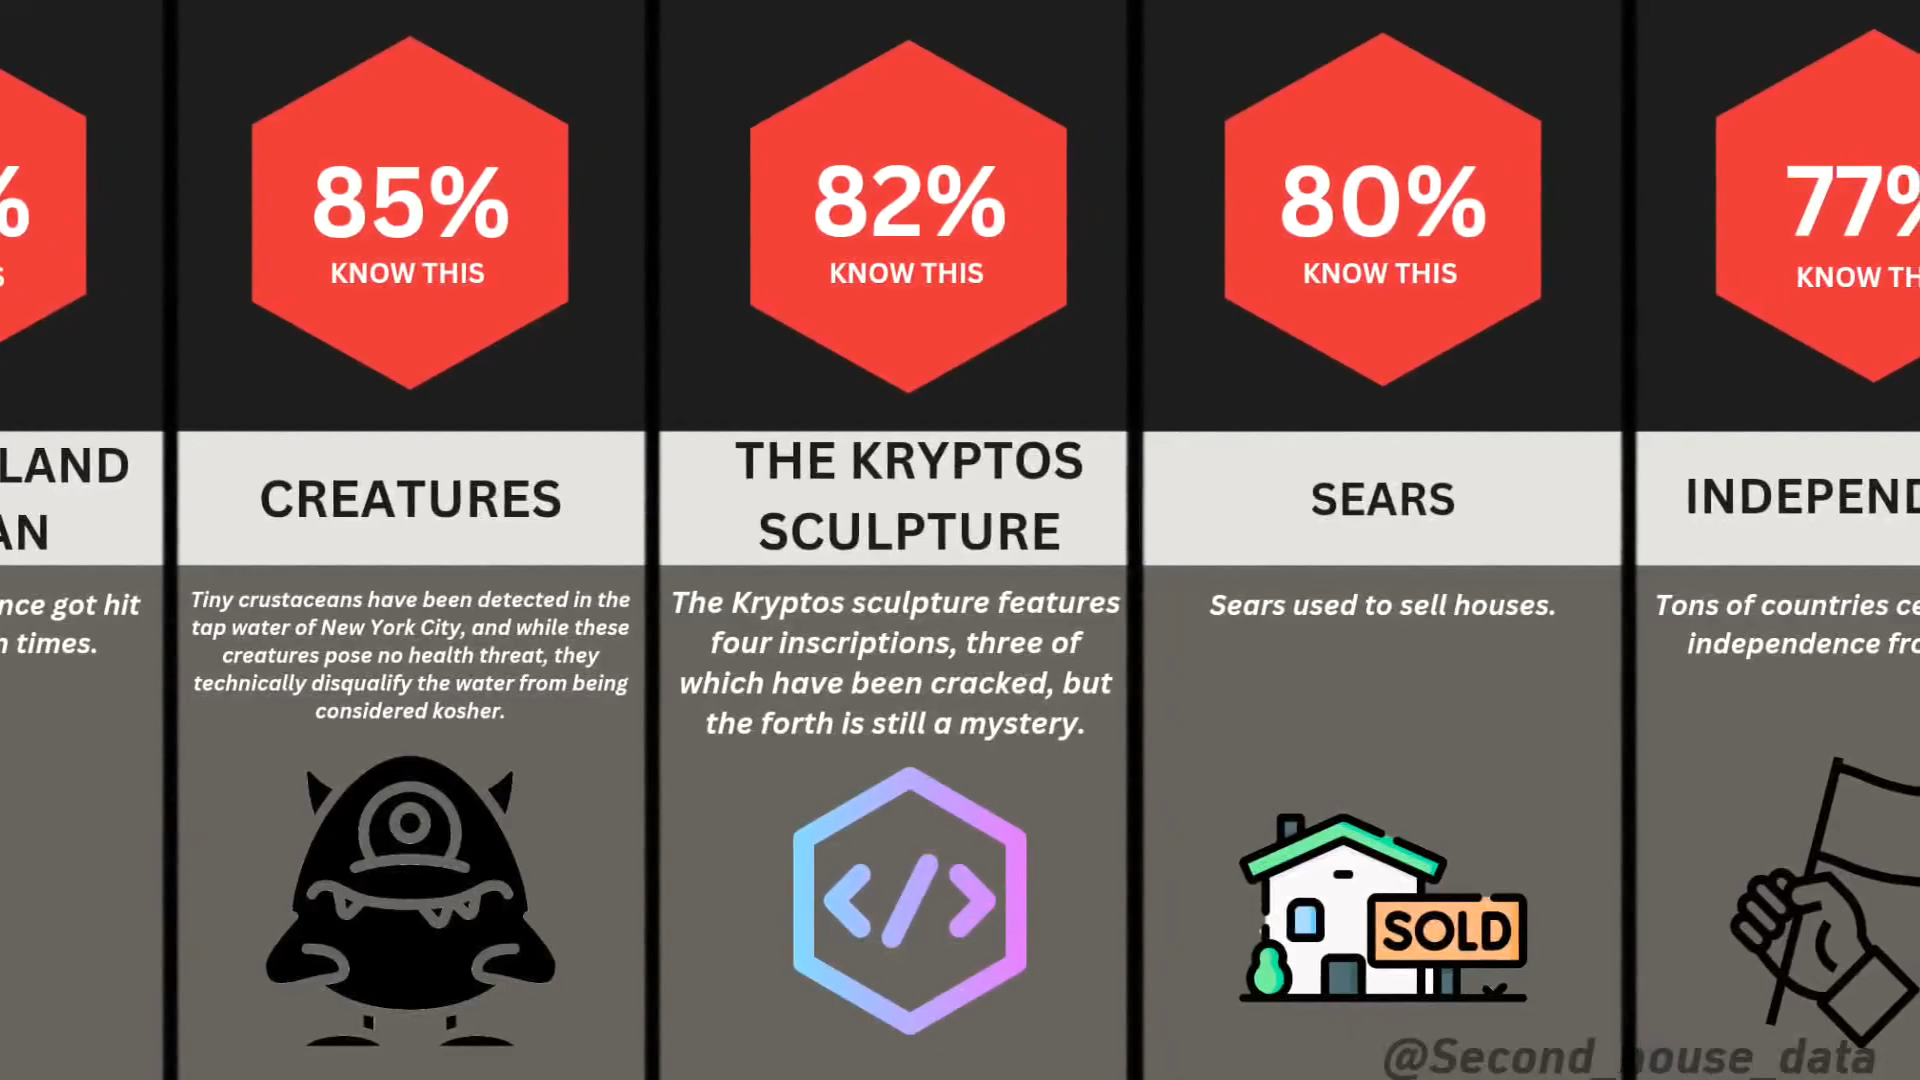 %
S
LAND
AN
nce got hit
n times.
85%
KNOW THIS
CREATURES
Tiny crustaceans have been detected in the
tap water of New York City, and while these
creatures pose no health threat, they
technically disqualify the water from being
considered kosher.
82%
KNOW THIS
THE KRYPTOS
SCULPTURE
The Kryptos sculpture features
four inscriptions, three of
which have been cracked, but
the forth is still a mystery.
</>
80%
KNOW THIS
SEARS
Sears used to sell houses.
SOLD
77%
KNOW TH
INDEPEND
Tons of countries ce
independence fro
@Second_house_data